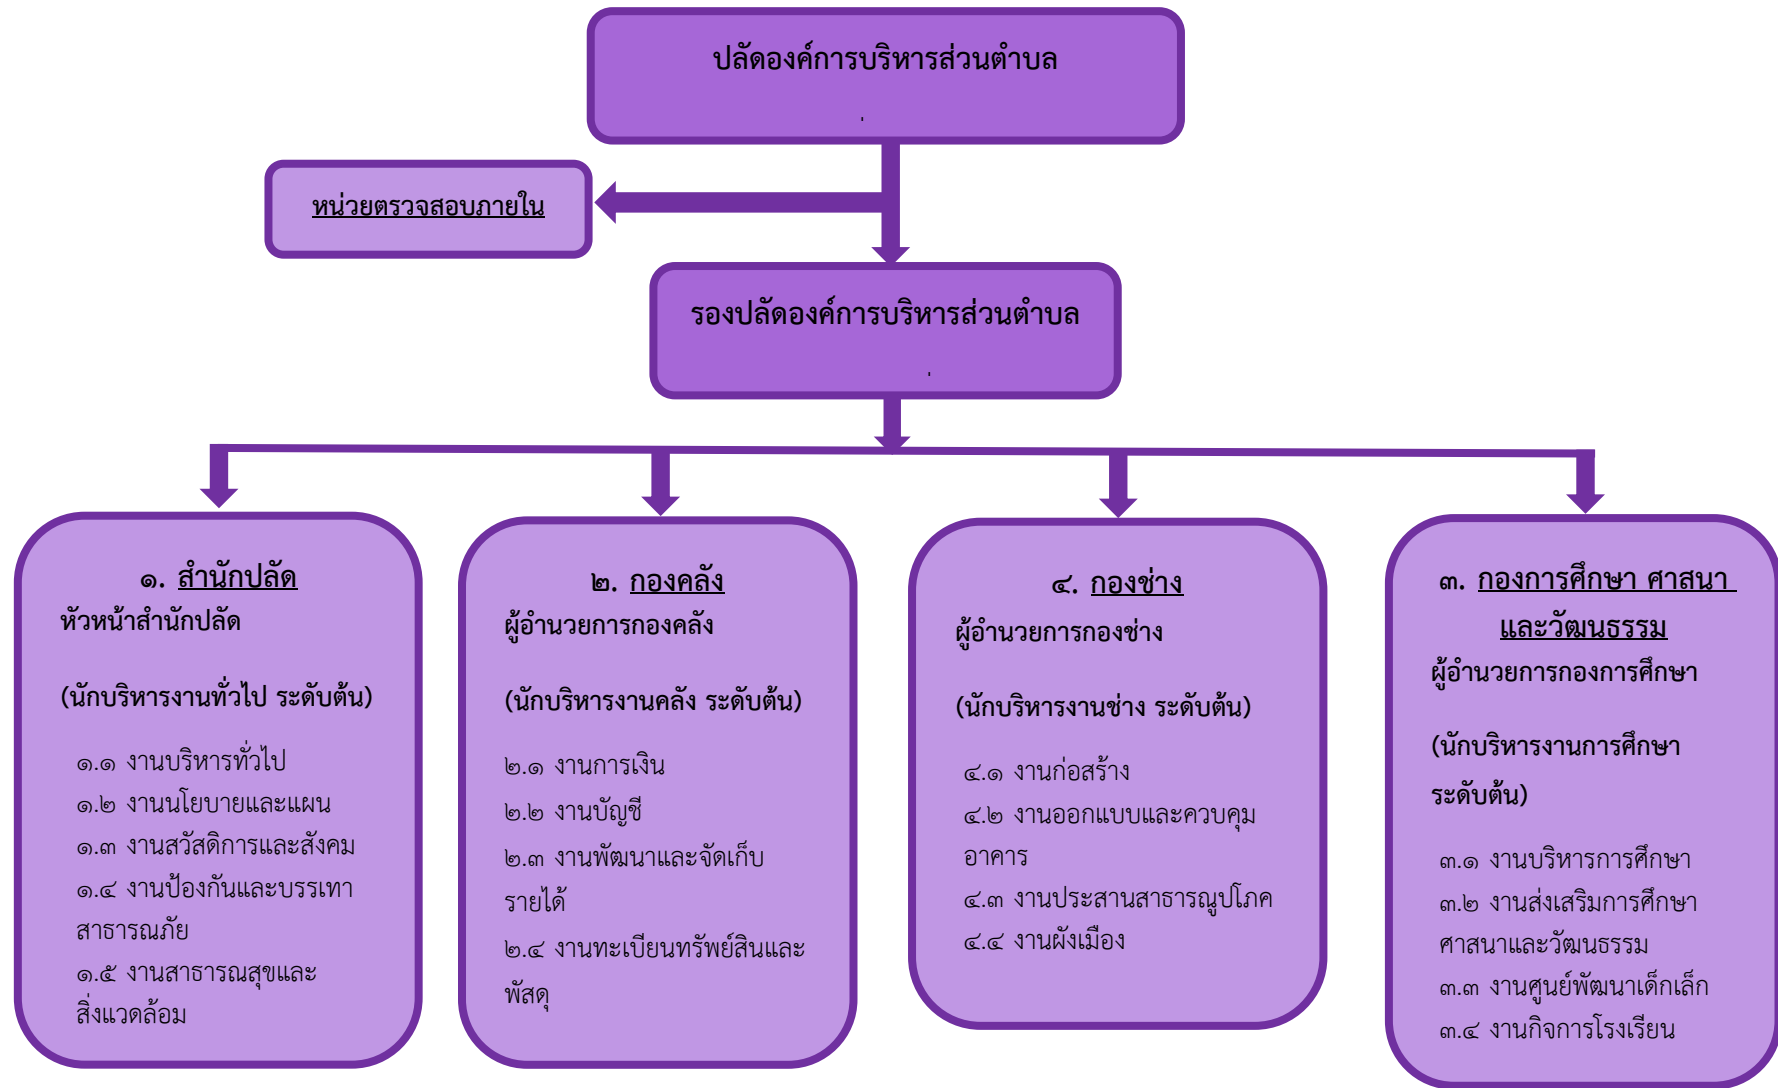 ปลัดองค์การบริหารส่วนตำบล
หน่วยตรวจสอบภายใน
รองปลัดองค์การบริหารส่วนตำบล
๑. สำนักปลัด
หัวหน้าสำนักปลัด
(นักบริหารงานทั่วไป ระดับต้น)
๑.๑ งานบริหารทั่วไป
๑.๒ งานนโยบายและแผน
๑.๓ งานสวัสดิการและสังคม
๑.๔ งานป้องกันและบรรเทา
สาธารณภัย
๑.๕ งานสาธารณสุขและ
สิ่งแวดล้อม
๒. กองคลัง
ผู้อำนวยการกองคลัง
(นักบริหารงานคลัง ระดับต้น)
๒.๑ งานการเงิน
๒.๒ งานบัญชี
๒.๓ งานพัฒนาและจัดเก็บ
รายได้
๒.๔ งานทะเบียนทรัพย์สินและ
พัสดุ
๔. กองช่าง
ผู้อำนวยการกองช่าง
(นักบริหารงานช่าง ระดับต้น)
๔.๑ งานก่อสร้าง
๔.๒ งานออกแบบและควบคุม
อาคาร
๔.๓ งานประสานสาธารณูปโภค
๔.๔ งานผังเมือง
๓. กองการศึกษา ศาสนา
และวัฒนธรรม
ผู้อำนวยการกองการศึกษา
(นักบริหารงานการศึกษา
ระดับต้น)
๓.๑ งานบริหารการศึกษา
๓.๒ งานส่งเสริมการศึกษา
ศาสนาและวัฒนธรรม
๓.๓ งานศูนย์พัฒนาเด็กเล็ก
๓.๔ งานกิจการโรงเรียน